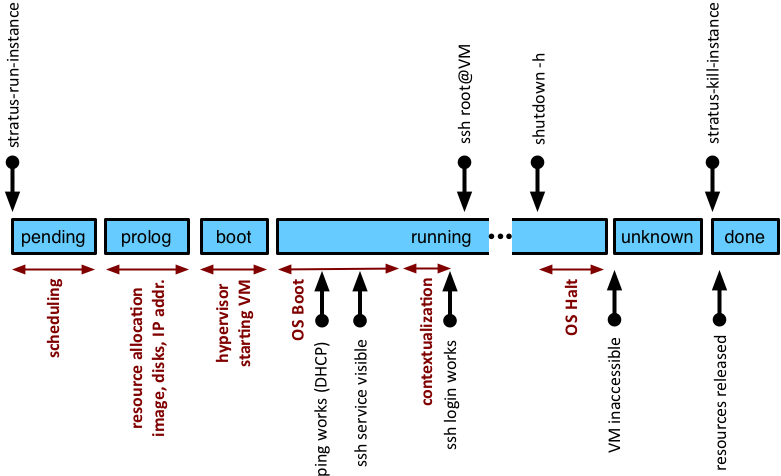 stratus-run-instance
ssh root@VM
shutdown -h
stratus-kill-instance
pending
prolog
boot
running
unknown
done
scheduling
resource allocation
image, disks, IP addr.
hypervisor
starting VM
OS Boot
ping works (DHCP)
ssh service visible
contextualization
ssh login works
OS Halt
VM inaccessible
resources released